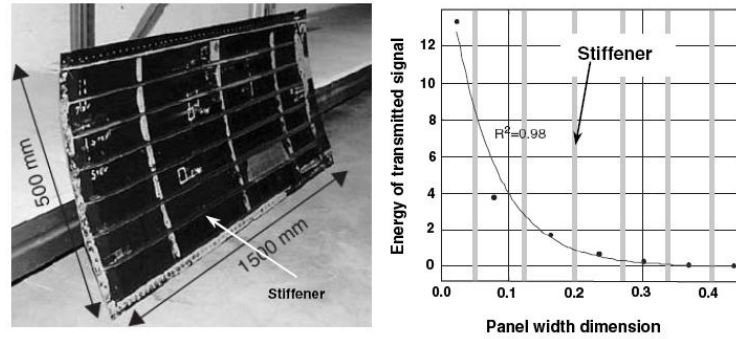 500 mm
1500 mm
Stiffener
Energy of transmitted signal
12
10
8
6
4
2
0
Stiffener
R²=0.98
0.0 0.1 0.2 0.3 0.4
Panel width dimension